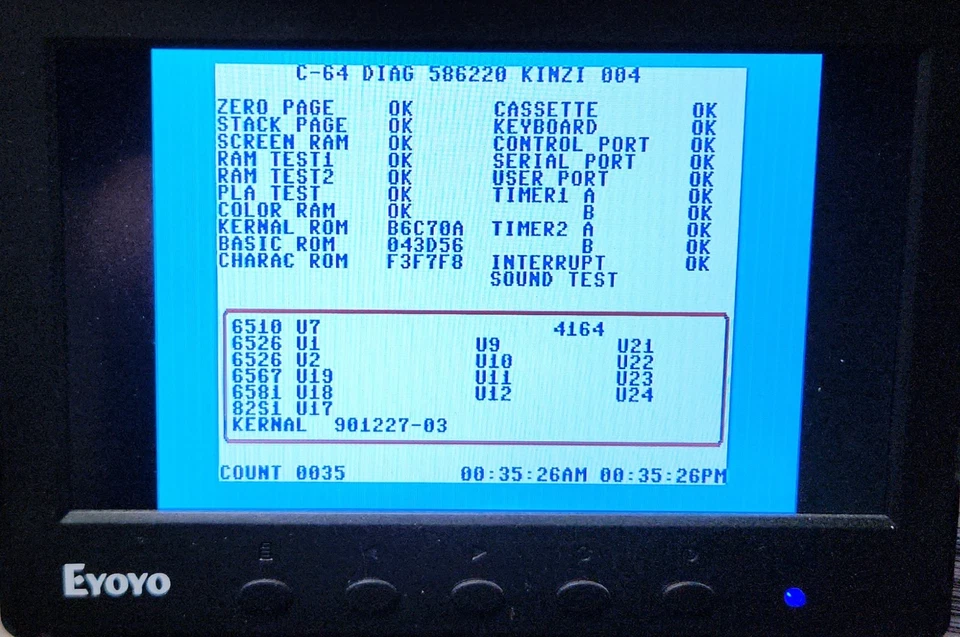 C-64 DIAG 586220 KINZI 004
ZERO PAGE OK CASSETTE OK
STACK PAGE OK KEYBOARD OK
SCREEN RAM OK CONTROL PORT OK
RAM TEST1 OK SERIAL PORT OK
RAM TEST2 OK USER PORT OK
PLA TEST OK TIMER1 A OK
COLOR RAM OK B OK
KERNAL ROM B6C70A TIMER2 A OK
BASIC ROM 043D56 B OK
CHARAC ROM F3F7F8 INTERRUPT OK
SOUND TEST
6510 U7 4164
6526 U1 U9 U21
6526 U2 U10 U22
6567 U19 U11 U23
6581 U18 U12 U24
82S1 U17
KERNAL 901227-03
COUNT 0035 00:35:26AM 00:35:26PM
EYOYO